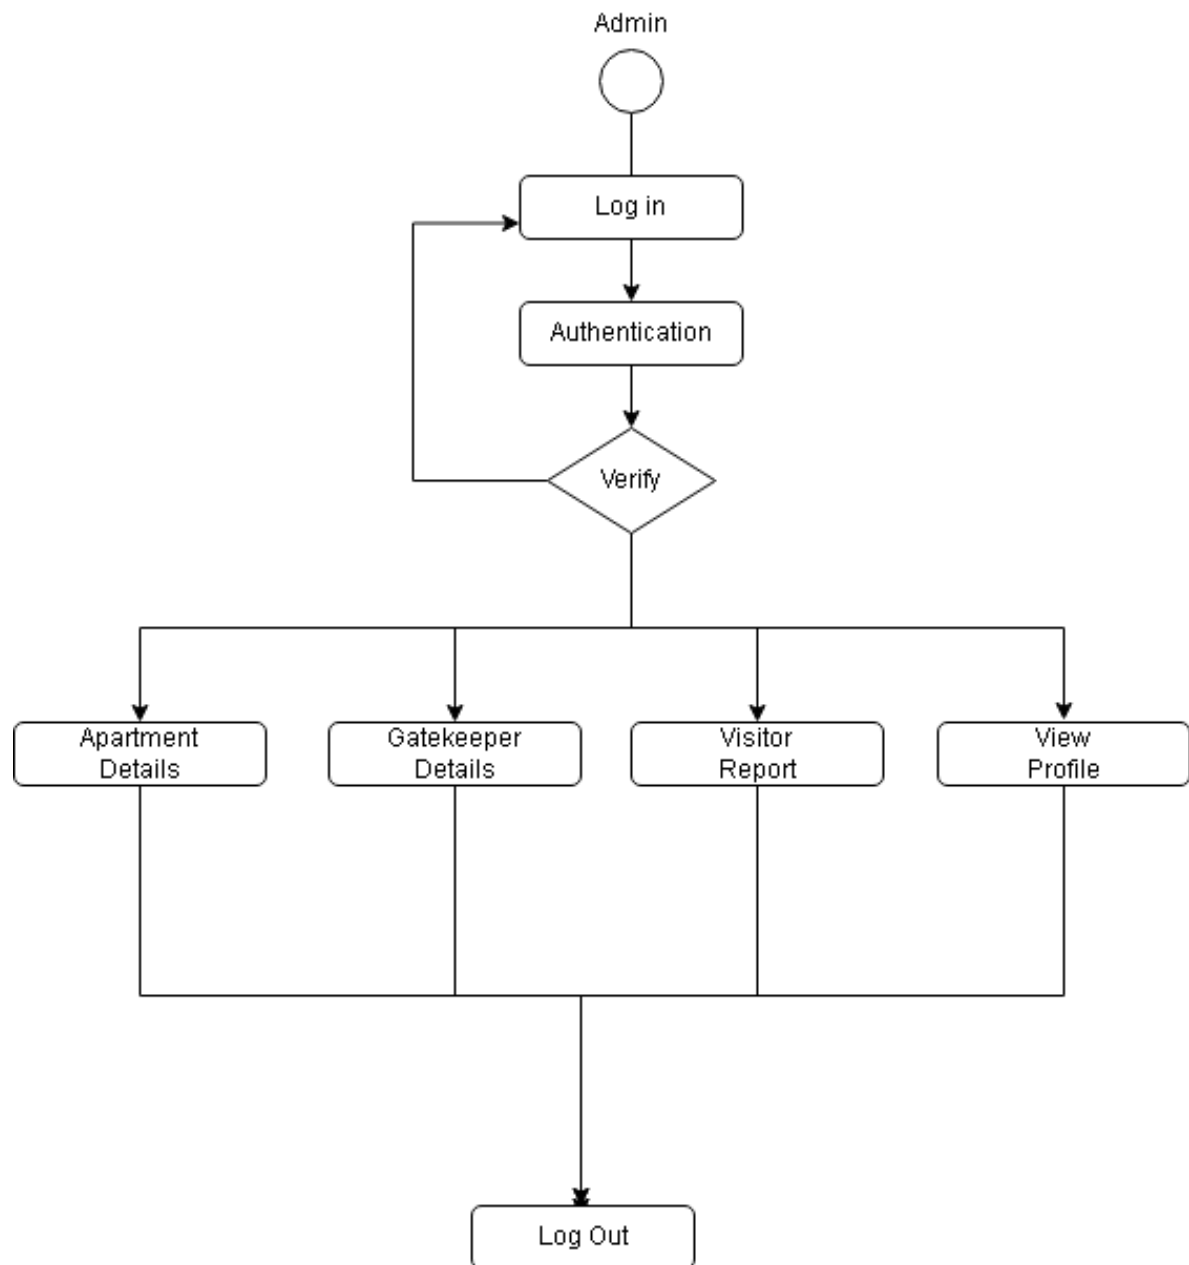 Admin
Log in
Authentication
Verify
Apartment
Details
Gatekeeper
Details
Visitor
Report
View
Profile
Log Out